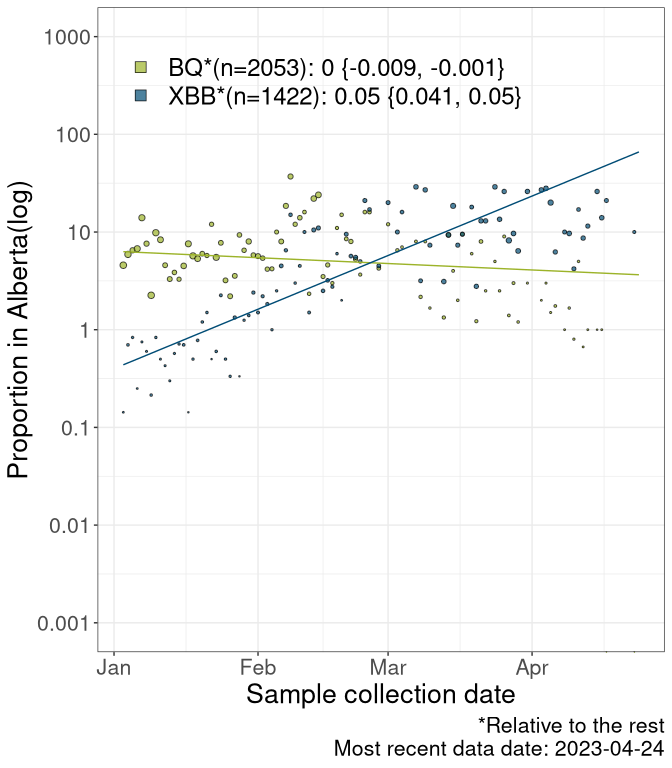 1000
100
10
1
0.1
0.01
0.001
BQ*(n=2053): 0 {-0.009, -0.001}
XBB*(n=1422): 0.05 {0.041, 0.05}
Proportion in Alberta(log)
Jan Feb Mar Apr
Sample collection date
*Relative to the rest
Most recent data date: 2023-04-24